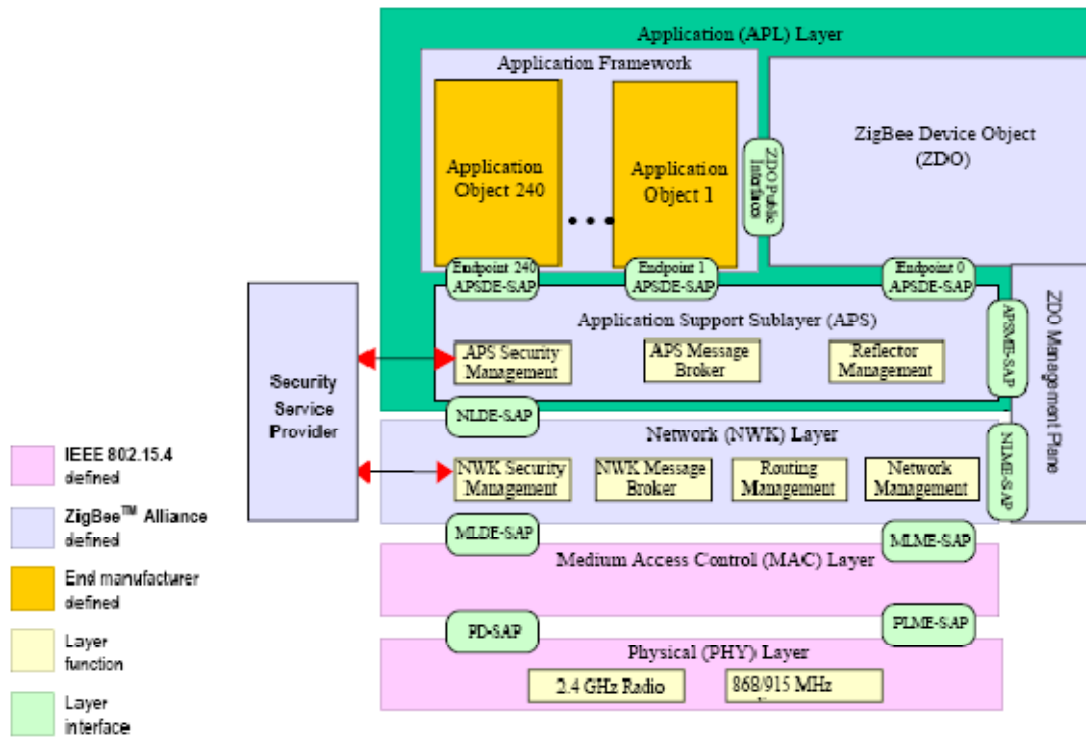 Application (APL) Layer
Application Framework
ZigBee Device Object
(ZDO)
Application
Object 240
Application
Object 1
ZDO Public
Interfaces
Endpoint 240
APSDE-SAP
Endpoint 1
APSDE-SAP
Endpoint 0
APSDE-SAP
Application Support Sublayer (APS)
APS Security
Management
APS Message
Broker
Reflector
Management
APSME-SAP
ZDO Management Plane
Security
Service
Provider
NLDE-SAP
Network (NWK) Layer
NWK Security
Management
NWK Message
Broker
Routing
Management
Network
Management
NLME-SAP
MLDE-SAP
MLME-SAP
Medium Access Control (MAC) Layer
PD-SAP
PLME-SAP
Physical (PHY) Layer
2.4 GHz Radio
868/915 MHz
IEEE 802.15.4
defined
ZigBee™ Alliance
defined
End manufacturer
defined
Layer
function
Layer
interface